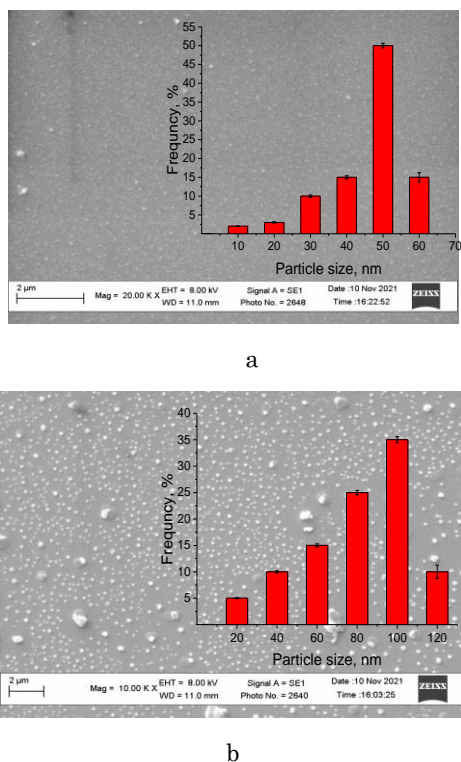 55
50
45
40
35
30
25
20
15
10
5
Frequncy, %
10 20 30 40 50 60 70
Particle size, nm
2 µm
Mag = 20.00 K X
EHT = 8.00 kV
WD = 11.0 mm
Signal A = SE1
Photo No. = 2648
Date :10 Nov 2021
Time :16:22:52
ZEISS
a
40
35
30
25
20
15
10
5
Frequncy, %
20 40 60 80 100 120
Particle size, nm
2 µm
Mag = 10.00 K X
EHT = 8.00 kV
WD = 11.0 mm
Signal A = SE1
Photo No. = 2640
Date :10 Nov 2021
Time :16:03:25
ZEISS
b